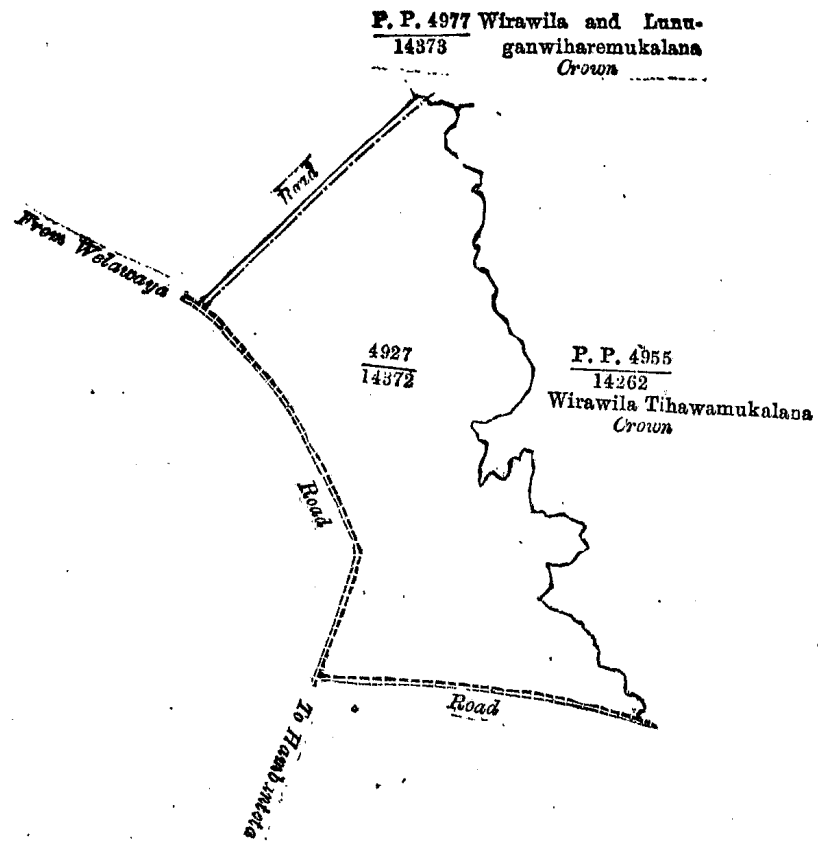 P. P. 4977 Wirawila and Lunu-
14373 ganwiharemukalana
Crown
Road
From Welawaya
4927
14372
P. P. 4955
14262
Wirawila Tihawamukalana
Crown
Road
Road
To Hambantota